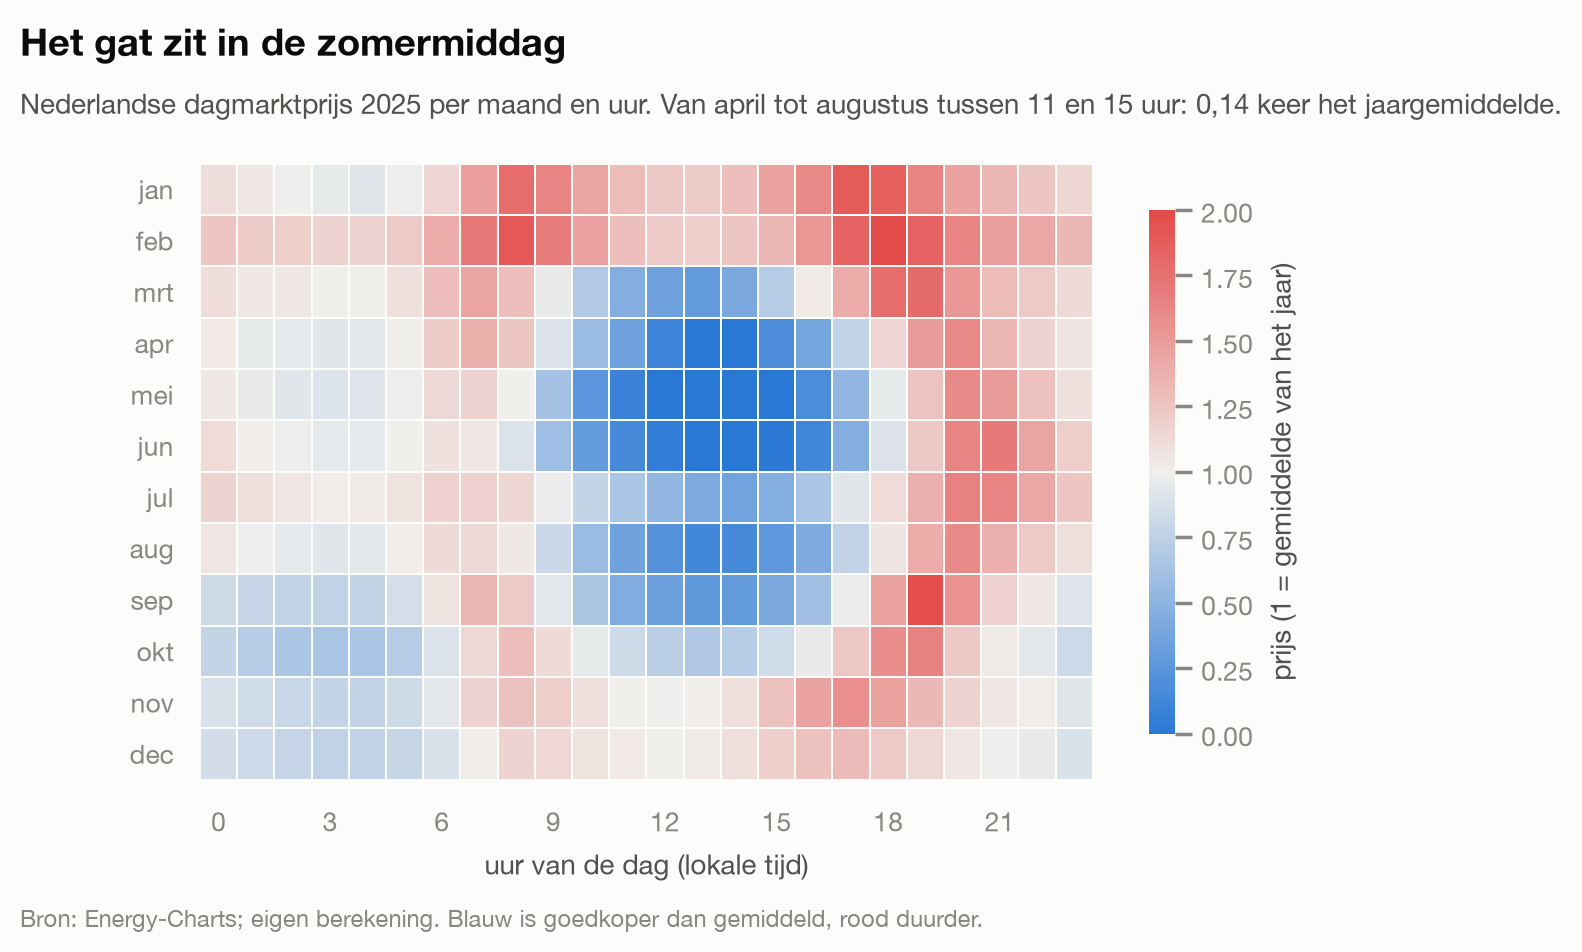 Het gat zit in de zomermiddag
Nederlandse dagmarktprijs 2025 per maand en uur. Van april tot augustus tussen 11 en 15 uur: 0,14 keer het jaargemiddelde.
jan
feb
mrt
apr
mei
jun
jul
aug
sep
okt
nov
dec
0 3 6 9 12 15 18 21
uur van de dag (lokale tijd)
2.00
1.75
1.50
1.25
1.00
0.75
0.50
0.25
0.00
prijs (1 = gemiddelde van het jaar)
Bron: Energy-Charts; eigen berekening. Blauw is goedkoper dan gemiddeld, rood duurder.